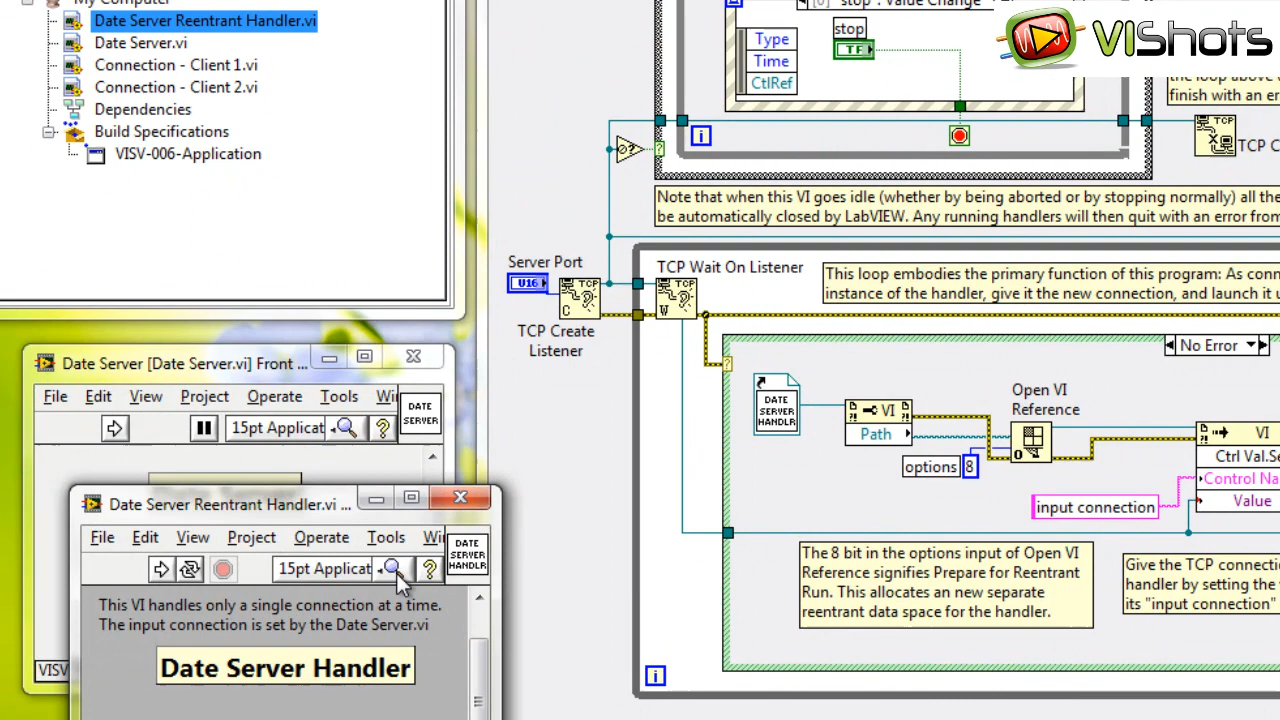 My Computer
Date Server Reentrant Handler.vi
Date Server.vi
Connection - Client 1.vi
Connection - Client 2.vi
Dependencies
Build Specifications
VISV-006-Application
Date Server [Date Server.vi] Front ...
File Edit View Project Operate Tools Wi
DATE
SERVER
15pt Applicat
?
VISV
Date Server Reentrant Handler.vi ...
File Edit View Project Operate Tools Wi
DATE
SERVER
HANDLR
15pt Applicat
?
This VI handles only a single connection at a time.
The input connection is set by the Date Server.vi
Date Server Handler
[0] "stop": Value Change
stop
TF
Type
Time
CtlRef
i
VIShots
the loop above
finish with an er
TCP
TCP C
Note that when this VI goes idle (whether by being aborted or by stopping normally) all the
be automatically closed by LabVIEW. Any running handlers will then quit with an error from
Server Port
U16
TCP
C
TCP Create
Listener
TCP Wait On Listener
TCP
W
This loop embodies the primary function of this program: As conn
instance of the handler, give it the new connection, and launch it u
No Error
DATE
SERVER
HANDLR
VI
Path
Open VI
Reference
options 8
VI
Ctrl Val.Se
Control Na
Value
input connection
The 8 bit in the options input of Open VI
Reference signifies Prepare for Reentrant
Run. This allocates an new separate
reentrant data space for the handler.
Give the TCP connectio
handler by setting the
its "input connection"
i